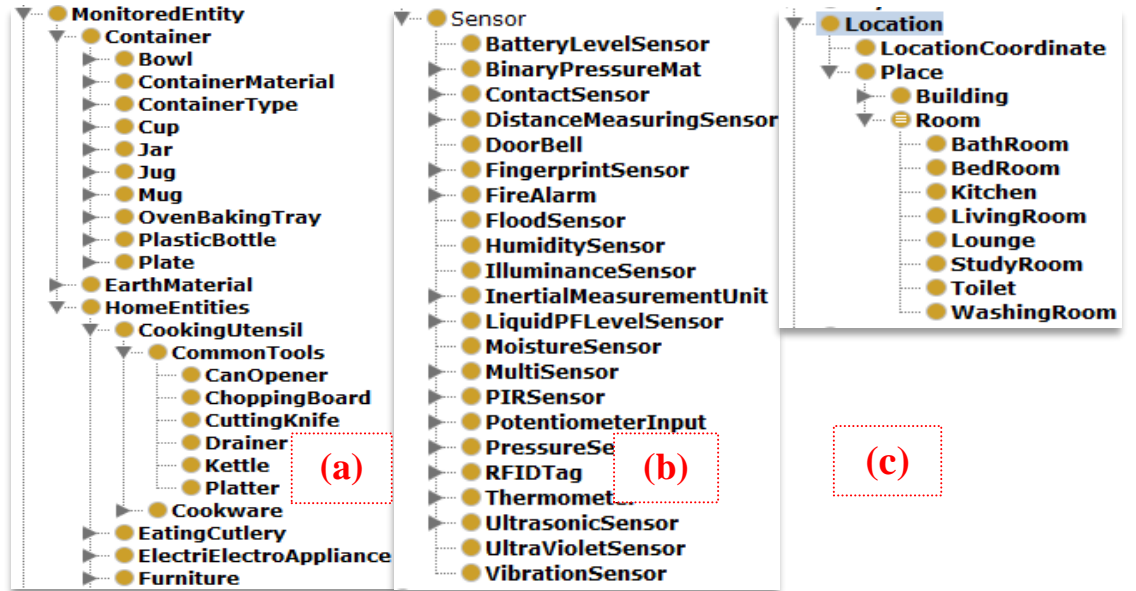 MonitoredEntity
Container
Bowl
ContainerMaterial
ContainerType
Cup
Jar
Jug
Mug
OvenBakingTray
PlasticBottle
Plate
EarthMaterial
HomeEntities
CookingUtensil
CommonTools
CanOpener
ChoppingBoard
CuttingKnife
Drainer
Kettle
Platter
Cookware
EatingCutlery
ElectriElectroAppliance
Furniture
(a)
Sensor
BatteryLevelSensor
BinaryPressureMat
ContactSensor
DistanceMeasuringSensor
DoorBell
FingerprintSensor
FireAlarm
FloodSensor
HumiditySensor
IlluminanceSensor
InertialMeasurementUnit
LiquidPFLevelSensor
MoistureSensor
MultiSensor
PIRSensor
PotentiometerInput
PressureSe
RFIDTag
Thermometer
UltrasonicSensor
UltraVioletSensor
VibrationSensor
(b)
Location
LocationCoordinate
Place
Building
Room
BathRoom
BedRoom
Kitchen
LivingRoom
Lounge
StudyRoom
Toilet
WashingRoom
(c)